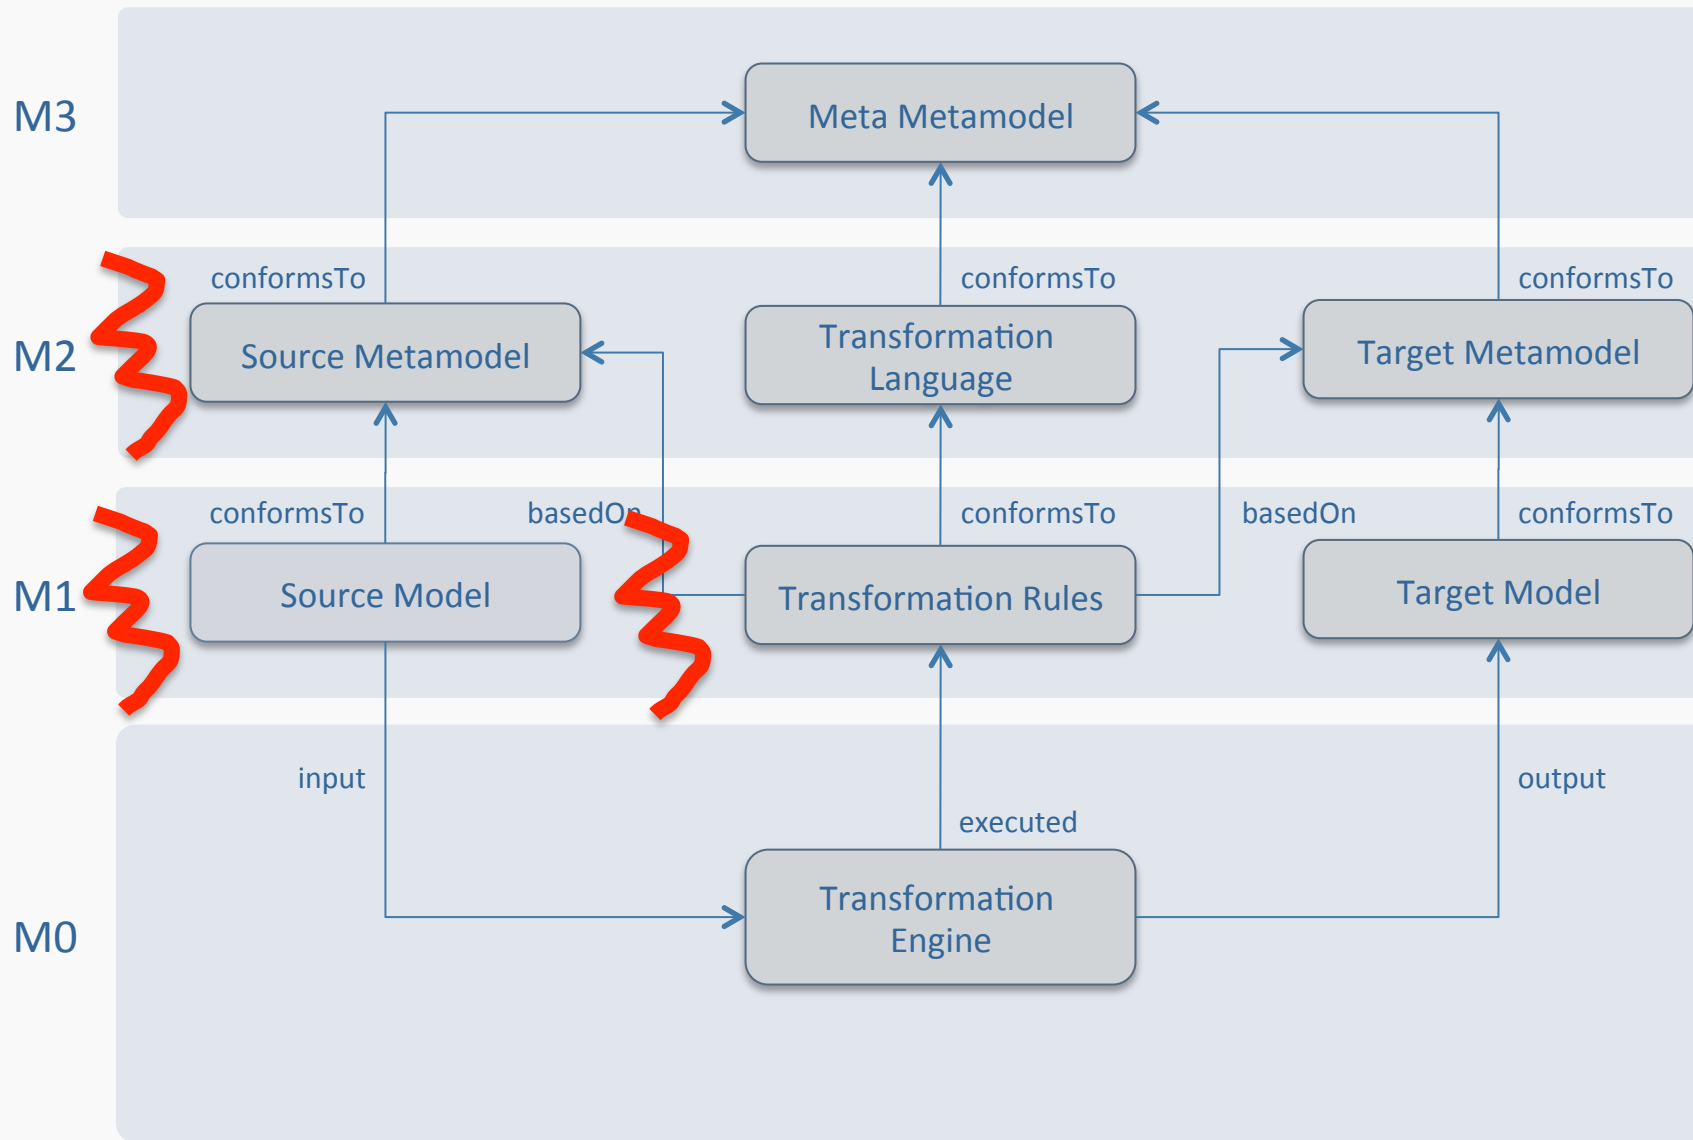 M3
Meta Metamodel
conformsTo
conformsTo
conformsTo
M2
Source Metamodel
Transformation
Language
Target Metamodel
conformsTo
basedOn
conformsTo
basedOn
conformsTo
M1
Source Model
Transformation Rules
Target Model
input
output
executed
M0
Transformation
Engine